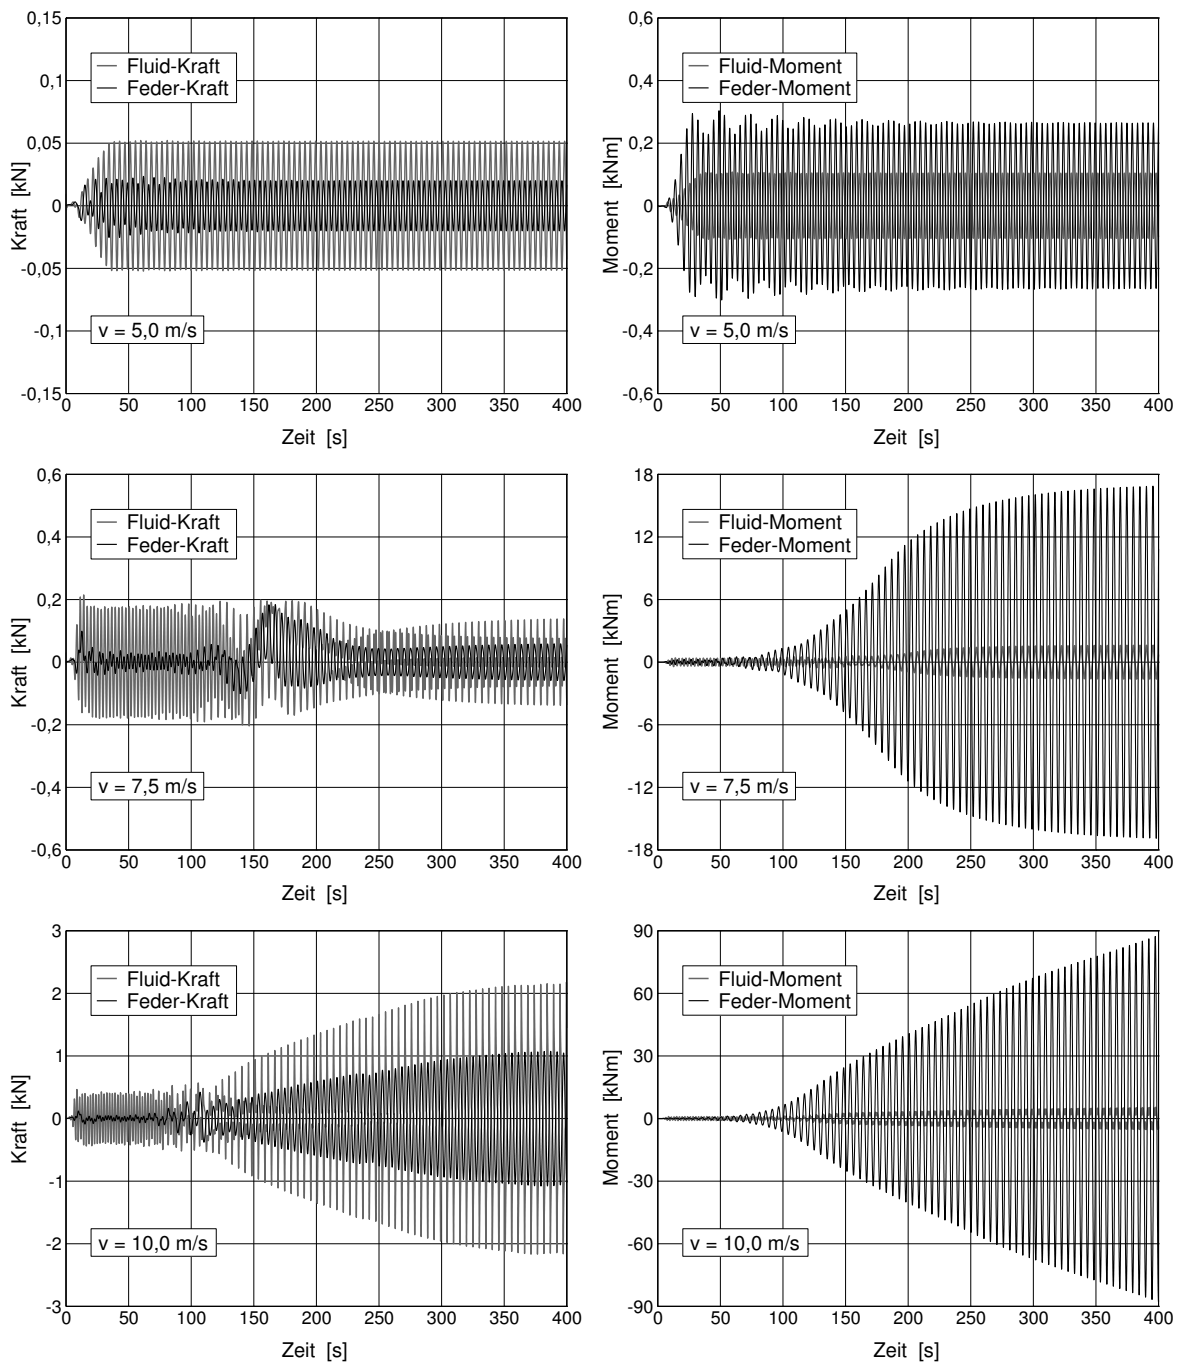 0,15
0,1
0,05
0
-0,05
-0,1
-0,15
Kraft [kN]
Fluid-Kraft
Feder-Kraft
v = 5,0 m/s
0 50 100 150 200 250 300 350 400
Zeit [s]
0,6
0,4
0,2
0
-0,2
-0,4
-0,6
Moment [kNm]
Fluid-Moment
Feder-Moment
v = 5,0 m/s
0 50 100 150 200 250 300 350 400
Zeit [s]
0,6
0,4
0,2
0
-0,2
-0,4
-0,6
Kraft [kN]
Fluid-Kraft
Feder-Kraft
v = 7,5 m/s
0 50 100 150 200 250 300 350 400
Zeit [s]
18
12
6
0
-6
-12
-18
Moment [kNm]
Fluid-Moment
Feder-Moment
v = 7,5 m/s
0 50 100 150 200 250 300 350 400
Zeit [s]
3
2
1
0
-1
-2
-3
Kraft [kN]
Fluid-Kraft
Feder-Kraft
v = 10,0 m/s
0 50 100 150 200 250 300 350 400
Zeit [s]
90
60
30
0
-30
-60
-90
Moment [kNm]
Fluid-Moment
Feder-Moment
v = 10,0 m/s
0 50 100 150 200 250 300 350 400
Zeit [s]